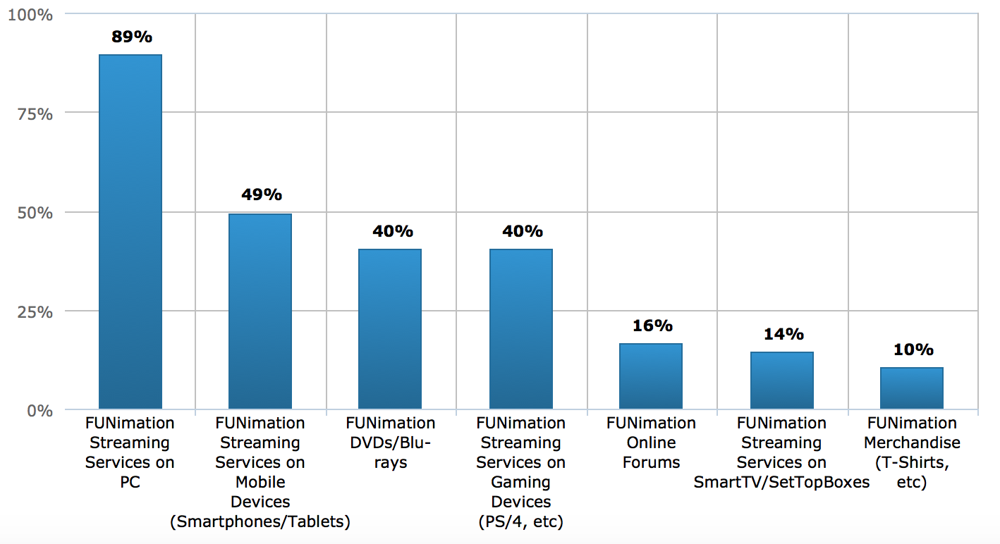 100%
75%
50%
25%
0%
89%
49%
40%
40%
16%
14%
10%
FUNimation
Streaming
Services on
PC
FUNimation
Streaming
Services on
Mobile
Devices
(Smartphones/Tablets)
FUNimation
DVDs/Blu-
rays
FUNimation
Streaming
Services on
Gaming
Devices
(PS/4, etc)
FUNimation
Online
Forums
FUNimation
Streaming
Services on
SmartTV/SetTopBoxes
FUNimation
Merchandise
(T-Shirts,
etc)